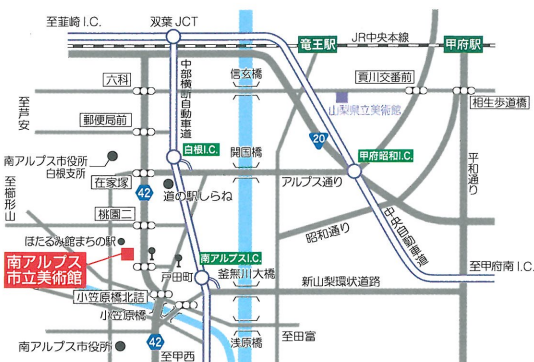 至韮崎 I.C.
双葉 JCT
竜王駅
JR中央本線
甲府駅
六科
中部横断自動車道
信玄橋
貢川交番前
相生歩道橋
至芦安
山梨県立美術館
郵便局前
20
白根I.C.
開国橋
甲府昭和I.C.
平和通り
南アルプス市役所
白根支所
在家塚
42
道の駅しらね
アルプス通り
至櫛形山
桃園二
昭和通り
中央自動車道
ほたるみ館まちの駅
南アルプス
市立美術館
戸田町
南アルプスI.C.
釜無川大橋
新山梨環状道路
至甲府南 I.C.
小笠原橋北詰
小笠原橋
42
浅原橋
至田富
南アルプス市役所
至甲西